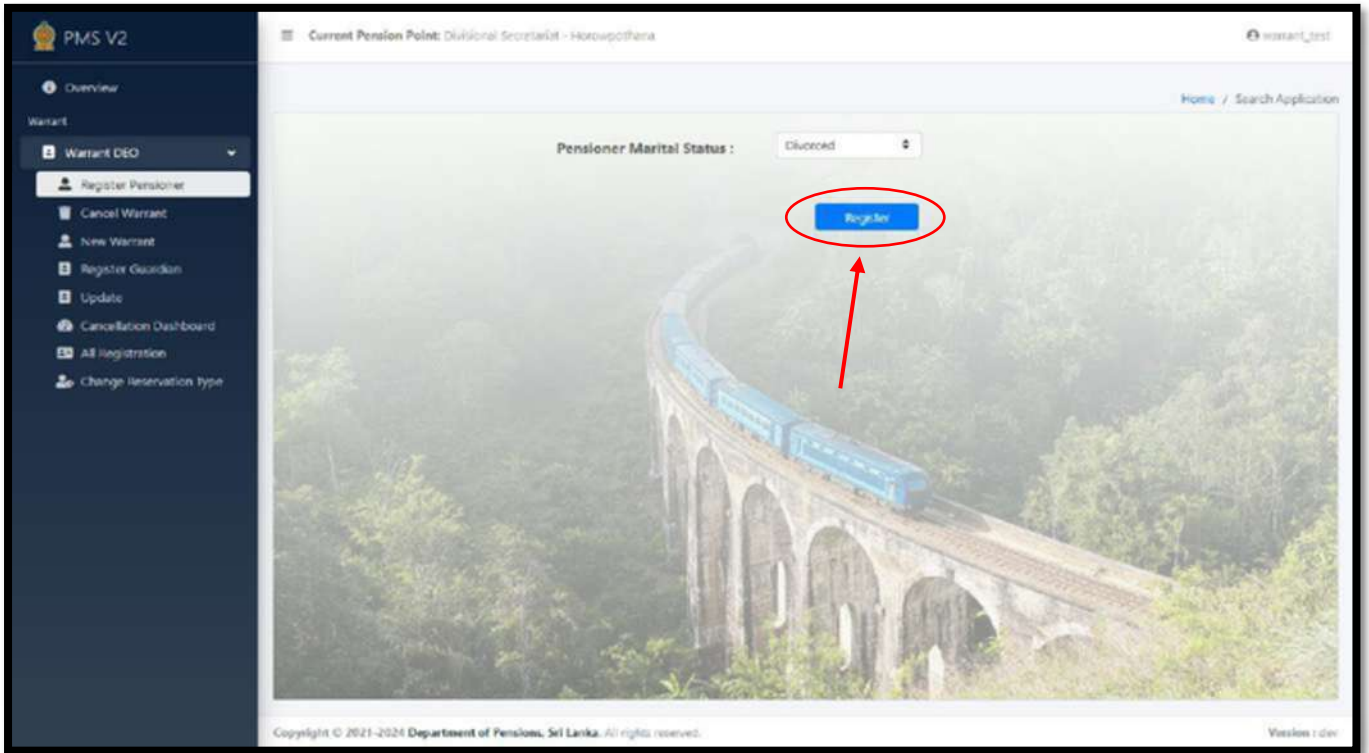 PMS V2
Current Pension Point: Divisional Secretariat - Horowpothana
warrant_test
Overview
Home / Search Application
Warrant
Warrant DEO
Register Pensioner
Cancel Warrant
New Warrant
Register Guardian
Update
Cancellation Dashboard
All Registration
Change Reservation Type
Pensioner Marital Status :
Divorced
Register
Copyright © 2021-2024 Department of Pensions, Sri Lanka. All rights reserved.
Version : dev